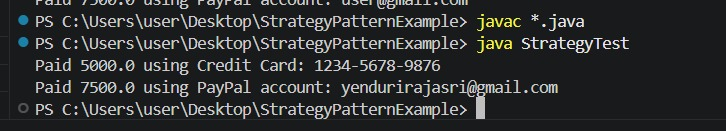 Paid 7500.0 using PayPal account: user@gmail.com
PS C:\Users\user\Desktop\StrategyPatternExample> javac *.java
PS C:\Users\user\Desktop\StrategyPatternExample> java StrategyTest
Paid 5000.0 using Credit Card: 1234-5678-9876
Paid 7500.0 using PayPal account: yendurirajasri@gmail.com
PS C:\Users\user\Desktop\StrategyPatternExample>